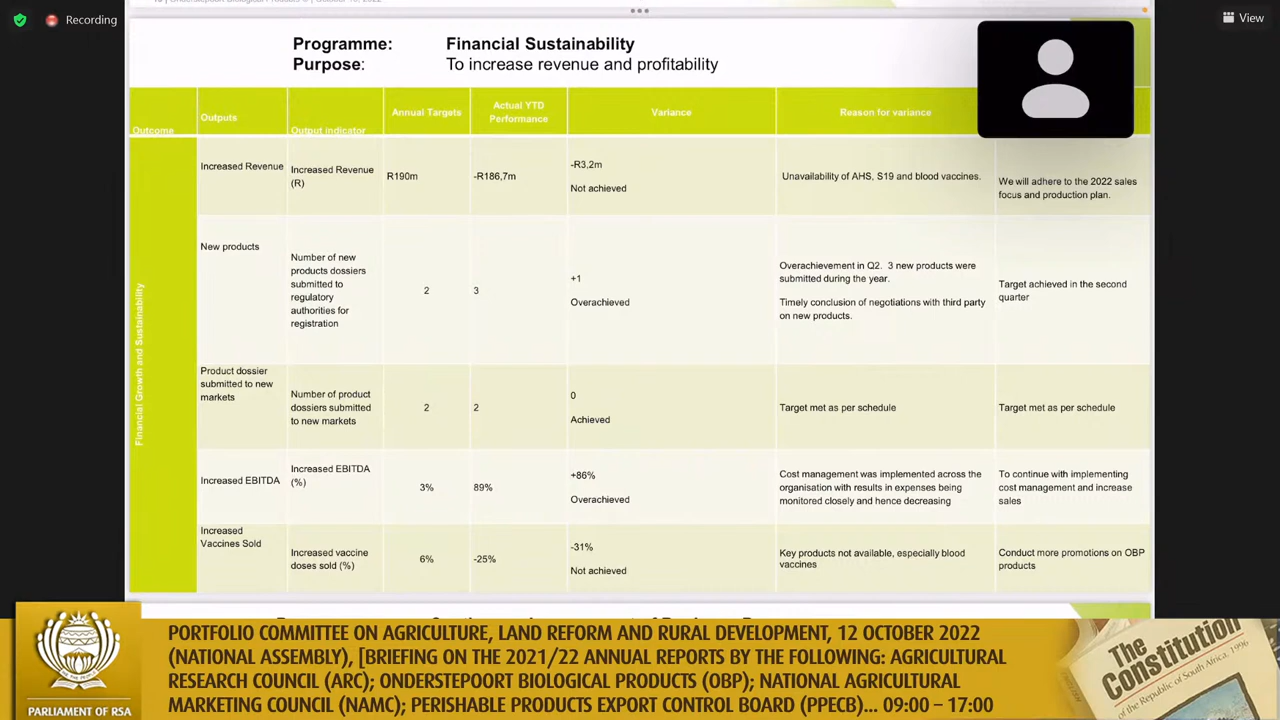 Recording
View
Programme: Financial Sustainability
Purpose: To increase revenue and profitability
Outcome
Outputs
Output indicator
Annual Targets
Actual YTD
Performance
Variance
Reason for variance
Financial Growth and Sustainability
Increased Revenue
Increased Revenue
(R)
R190m
-R186,7m
-R3,2m
Not achieved
Unavailability of AHS, S19 and blood vaccines.
We will adhere to the 2022 sales
focus and production plan.
New products
Number of new
products dossiers
submitted to
regulatory
authorities for
registration
2
3
+1
Overachieved
Overachievement in Q2. 3 new products were
submitted during the year.
Timely conclusion of negotiations with third party
on new products.
Target achieved in the second
quarter
Product dossier
submitted to new
markets
Number of product
dossiers submitted
to new markets
2
2
0
Achieved
Target met as per schedule
Target met as per schedule
Increased EBITDA
Increased EBITDA
(%)
3%
89%
+86%
Overachieved
Cost management was implemented across the
organisation with results in expenses being
monitored closely and hence decreasing
To continue with implementing
cost management and increase
sales
Increased
Vaccines Sold
Increased vaccine
doses sold (%)
6%
-25%
-31%
Not achieved
Key products not available, especially blood
vaccines
Conduct more promotions on OBP
products
PARLIAMENT OF RSA
PORTFOLIO COMMITTEE ON AGRICULTURE, LAND REFORM AND RURAL DEVELOPMENT, 12 OCTOBER 2022
(NATIONAL ASSEMBLY), [BRIEFING ON THE 2021/22 ANNUAL REPORTS BY THE FOLLOWING: AGRICULTURAL
RESEARCH COUNCIL (ARC); ONDERSTEPOORT BIOLOGICAL PRODUCTS (OBP); NATIONAL AGRICULTURAL
MARKETING COUNCIL (NAMC); PERISHABLE PRODUCTS EXPORT CONTROL BOARD (PPECB)... 09:00 – 17:00
The
Constitution
of the Republic of South Africa, 1996